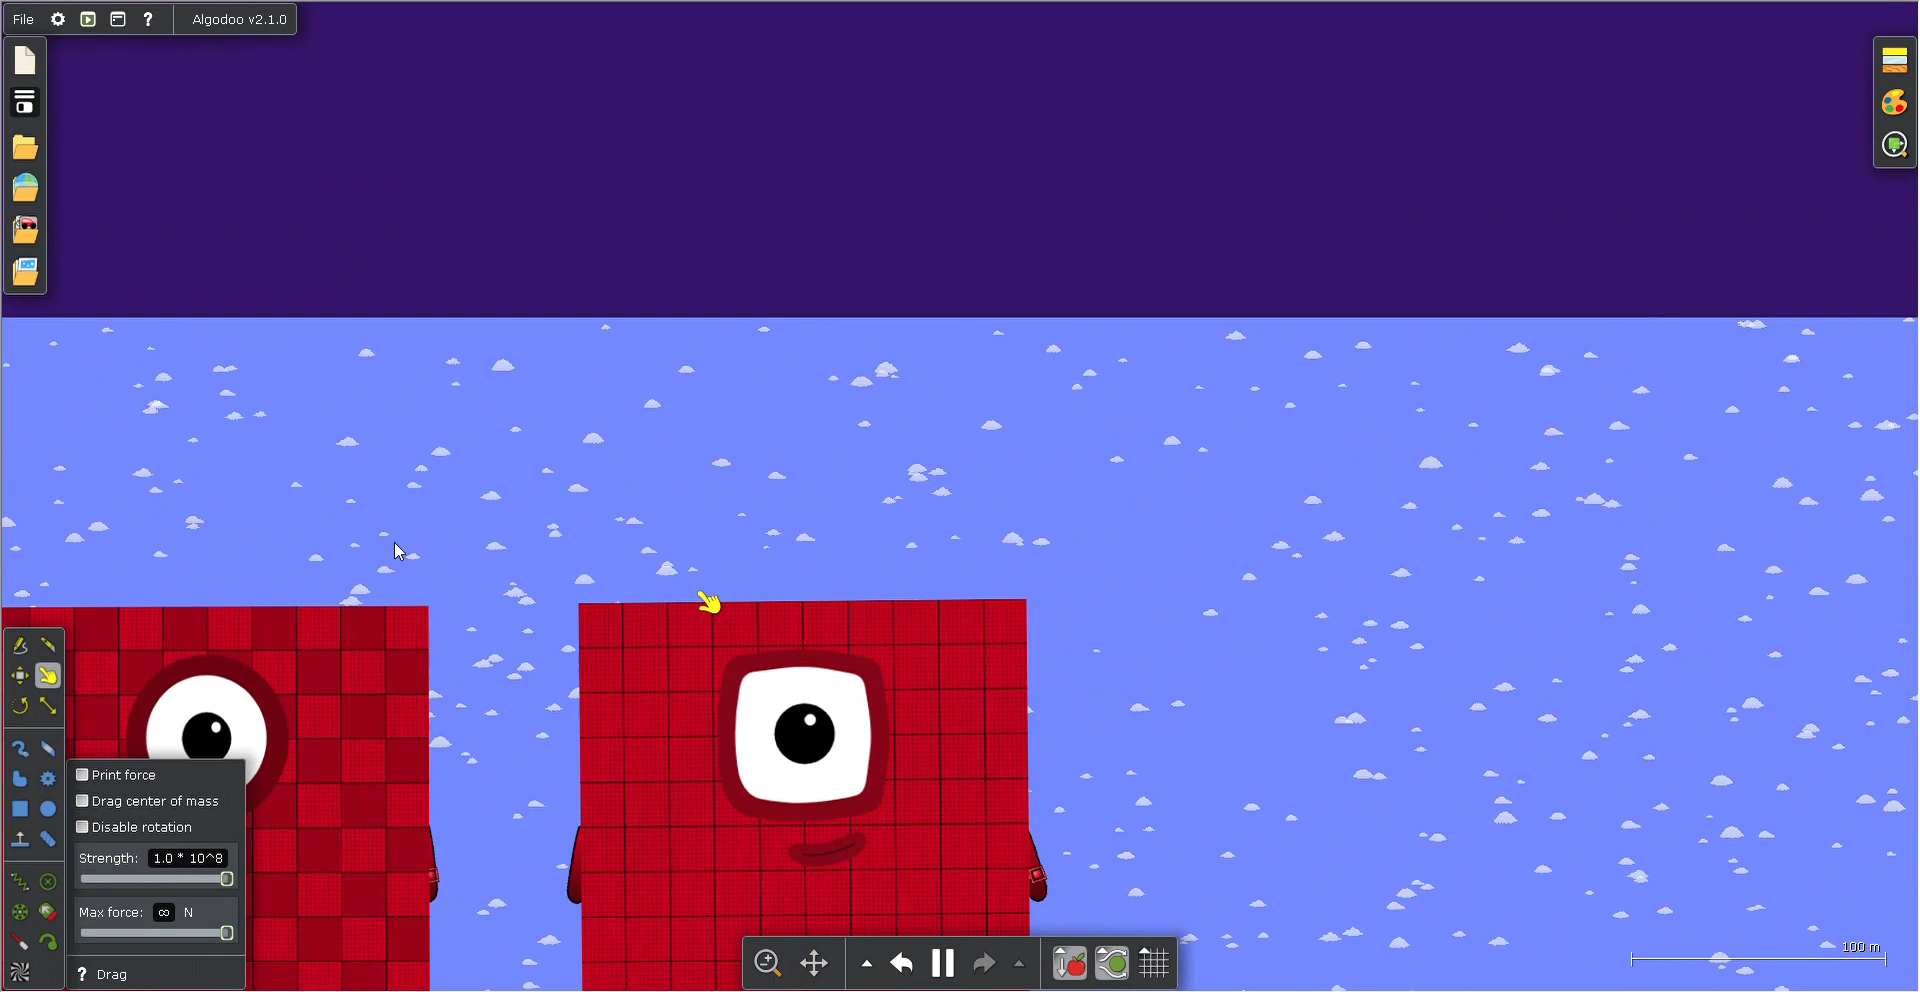 File ? Algodoo v2.1.0
Print force
Drag center of mass
Disable rotation
Strength: 1.0 * 10^8
Max force: ∞ N
? Drag
100 m